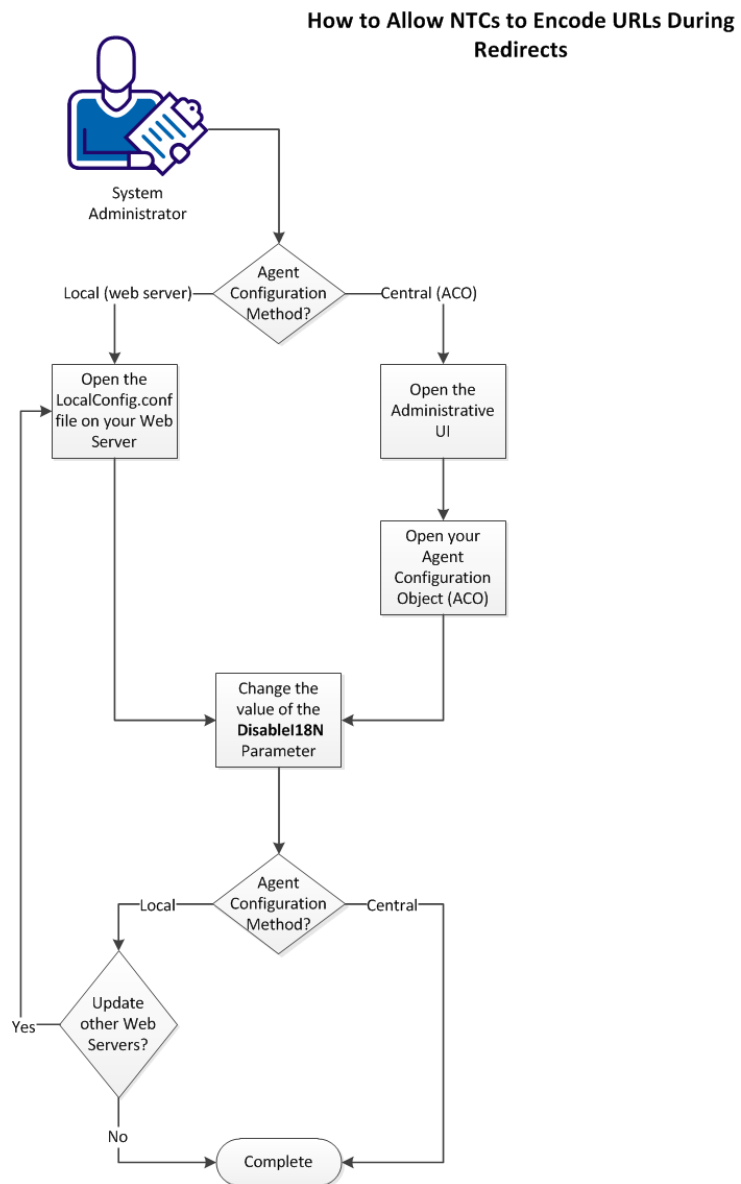 How to Allow NTCs to Encode URLs During
Redirects
System
Administrator
Agent
Configuration
Method?
Local (web server)
Central (ACO)
Open the
LocalConfig.conf
file on your Web
Server
Open the
Administrative
UI
Open your
Agent
Configuration
Object (ACO)
Change the
value of the
DisableI18N
Parameter
Agent
Configuration
Method?
Local
Central
Update
other Web
Servers?
Yes
No
Complete